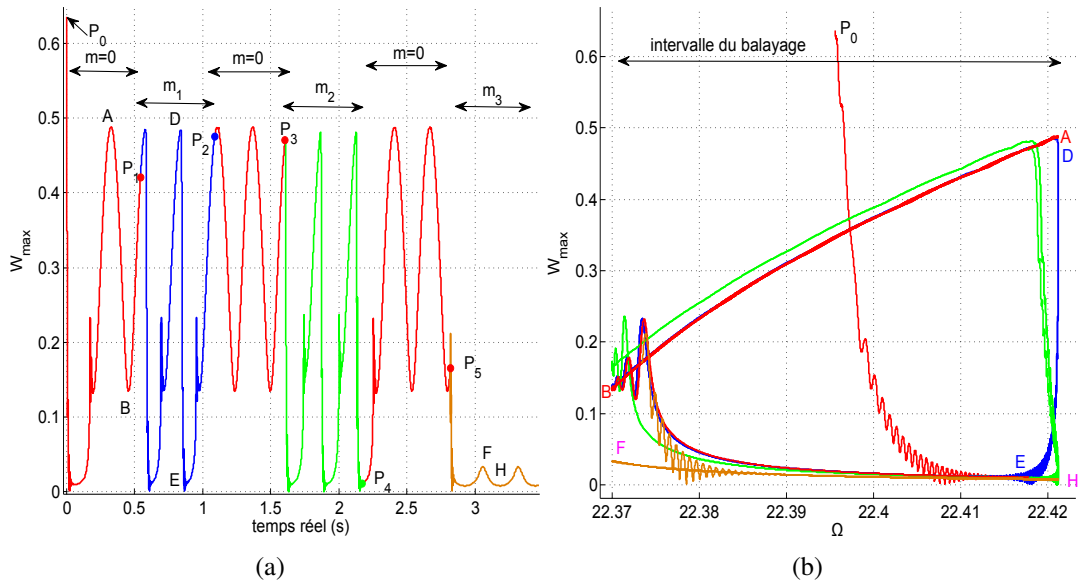 P0
m=0
m1
m=0
m2
m=0
m3
A
D
P1
P2
P3
B
E
P4
P5
F
H
Wmax
0.6
0.5
0.4
0.3
0.2
0.1
0
0
0.5
1
1.5
2
2.5
3
temps réel (s)
(a)
P0
intervalle du balayage
A
D
B
F
E
H
Wmax
0.6
0.5
0.4
0.3
0.2
0.1
0
22.37
22.38
22.39
22.4
22.41
22.42
Ω
(b)